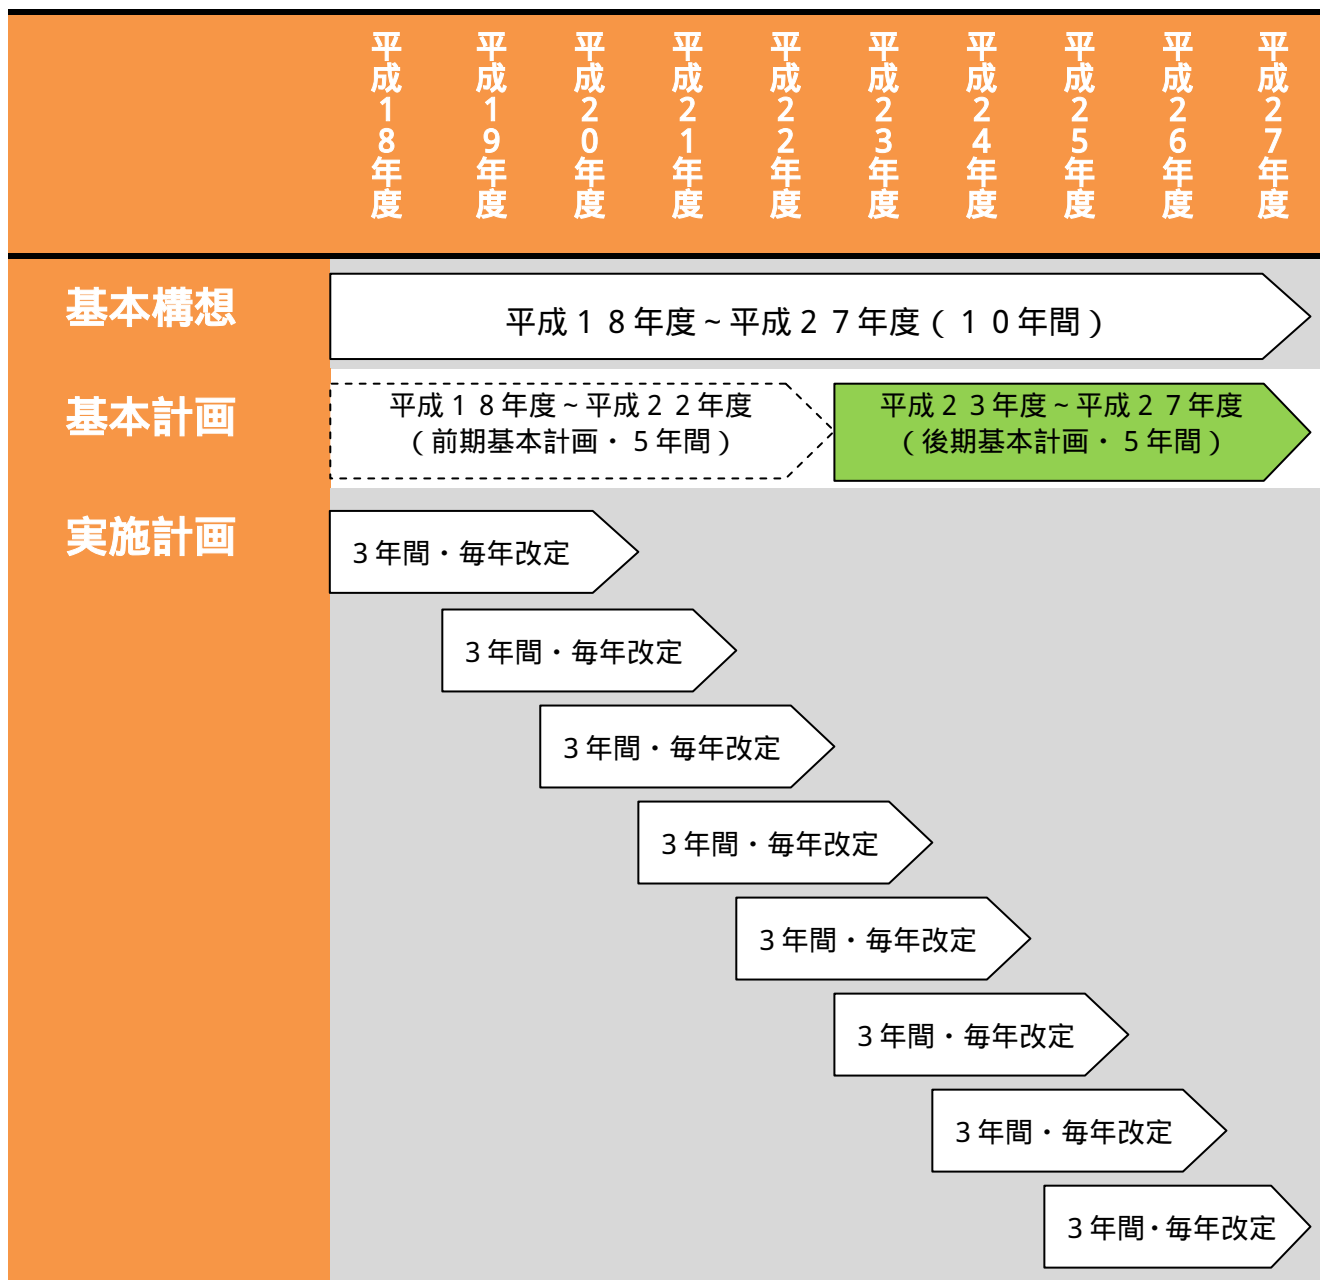 平成18年度
平成19年度
平成20年度
平成21年度
平成22年度
平成23年度
平成24年度
平成25年度
平成26年度
平成27年度
基本構想
平成１８年度～平成２７年度（１０年間）
基本計画
平成１８年度～平成２２年度
（前期基本計画・５年間）
平成２３年度～平成２７年度
（後期基本計画・５年間）
実施計画
３年間・毎年改定
３年間・毎年改定
３年間・毎年改定
３年間・毎年改定
３年間・毎年改定
３年間・毎年改定
３年間・毎年改定
３年間・毎年改定